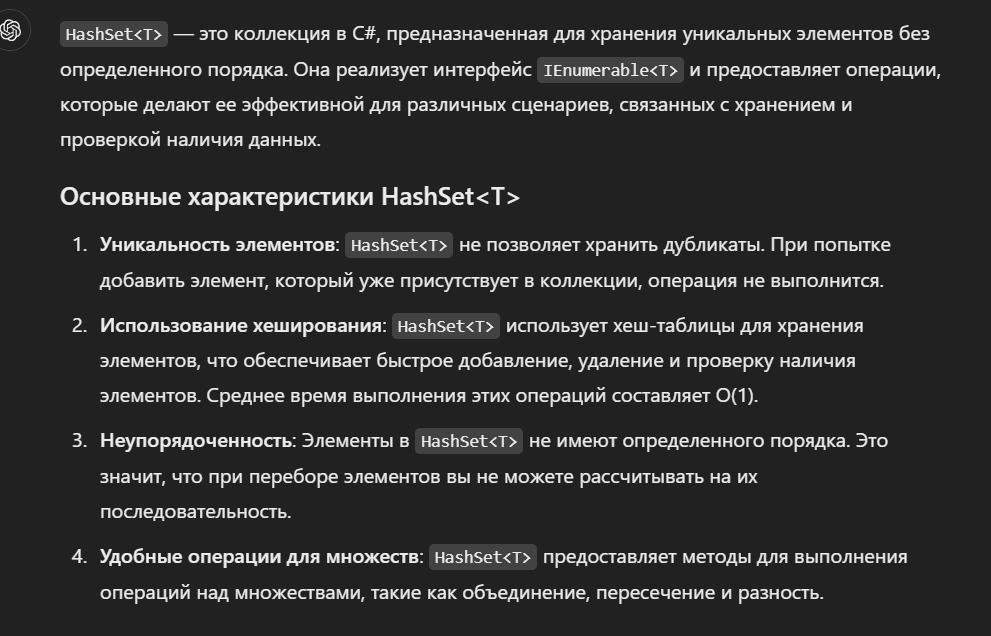 HashSet<T> — это коллекция в C#, предназначенная для хранения уникальных элементов без
определенного порядка. Она реализует интерфейс IEnumerable<T> и предоставляет операции,
которые делают ее эффективной для различных сценариев, связанных с хранением и
проверкой наличия данных.
Основные характеристики HashSet<T>
1. Уникальность элементов: HashSet<T> не позволяет хранить дубликаты. При попытке
добавить элемент, который уже присутствует в коллекции, операция не выполнится.
2. Использование хеширования: HashSet<T> использует хеш-таблицы для хранения
элементов, что обеспечивает быстрое добавление, удаление и проверку наличия
элементов. Среднее время выполнения этих операций составляет O(1).
3. Неупорядоченность: Элементы в HashSet<T> не имеют определенного порядка. Это
значит, что при переборе элементов вы не можете рассчитывать на их
последовательность.
4. Удобные операции для множеств: HashSet<T> предоставляет методы для выполнения
операций над множествами, такие как объединение, пересечение и разность.